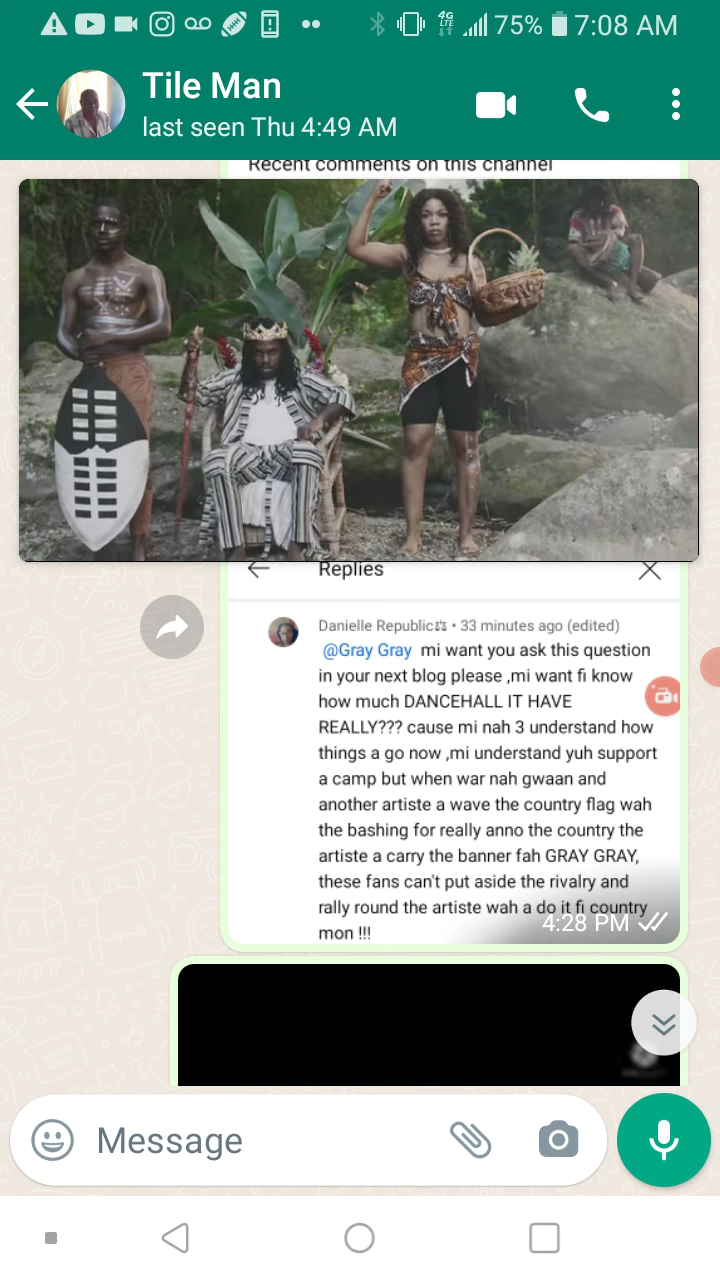 4G
LTE
75% 7:08 AM
Tile Man
last seen Thu 4:49 AM
Recent comments on this channel
Replies
Danielle Republic⚖ • 33 minutes ago (edited)
@Gray Gray mi want you ask this question
in your next blog please ,mi want fi know
how much DANCEHALL IT HAVE
REALLY??? cause mi nah 3 understand how
things a go now ,mi understand yuh support
a camp but when war nah gwaan and
another artiste a wave the country flag wah
the bashing for really anno the country the
artiste a carry the banner fah GRAY GRAY,
these fans can't put aside the rivalry and
rally round the artiste wah a do it fi country
mon !!!
4:28 PM
Message